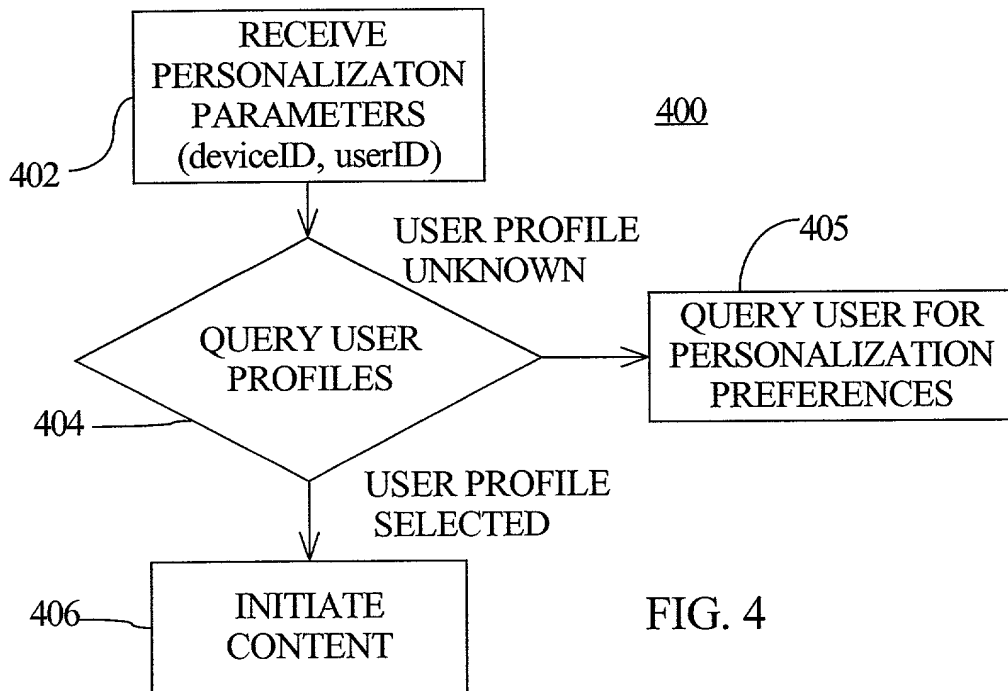 RECEIVE
PERSONALIZATON
PARAMETERS
(deviceID, userID)
400
402
USER PROFILE
UNKNOWN
405
QUERY USER
PROFILES
QUERY USER FOR
PERSONALIZATION
PREFERENCES
404
USER PROFILE
SELECTED
406
INITIATE
CONTENT
FIG. 4